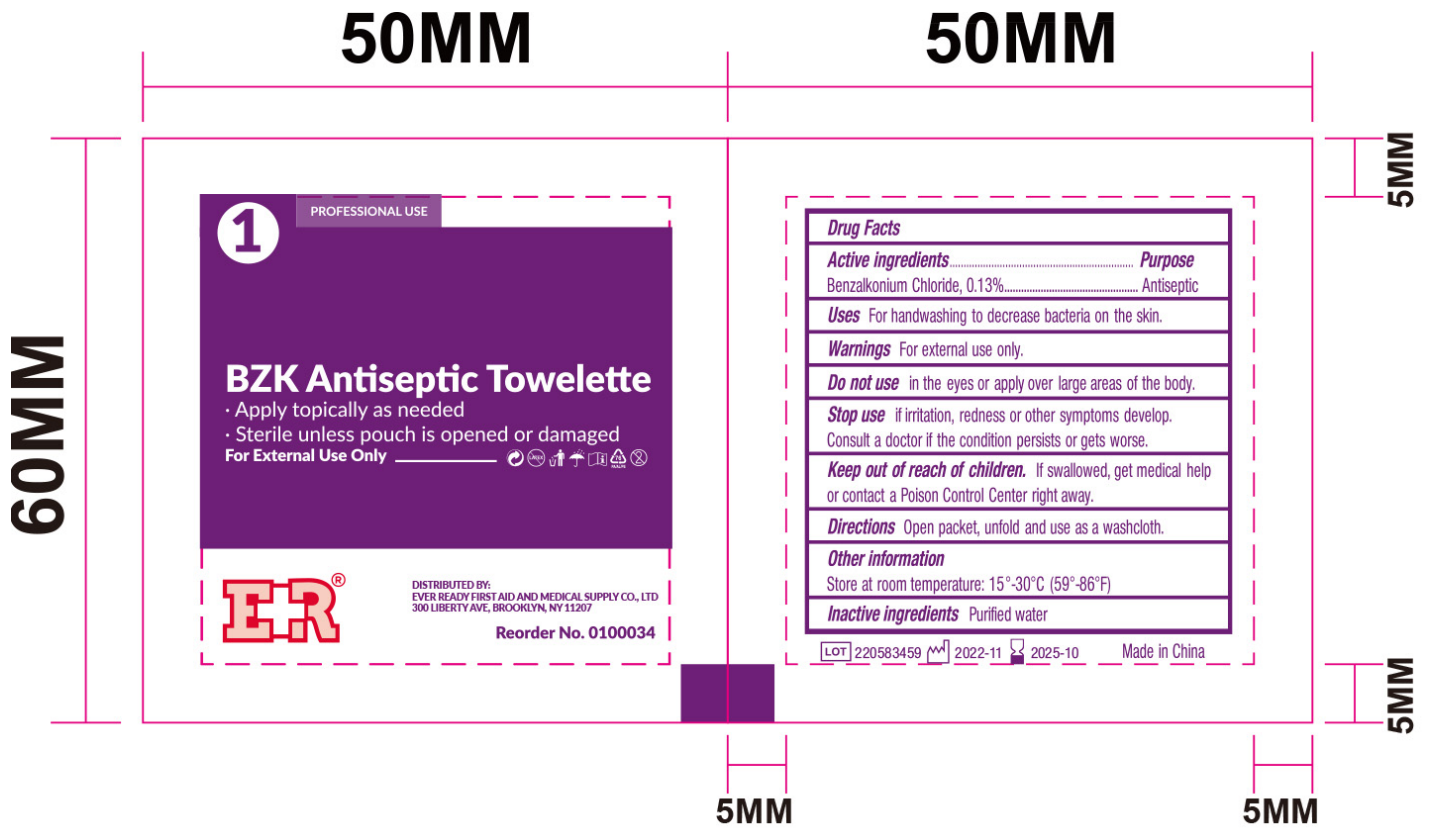 50MM
50MM
60MM
5MM
1
PROFESSIONAL USE
BZK Antiseptic Towelette
· Apply topically as needed
· Sterile unless pouch is opened or damaged
For External Use Only
E-R®
DISTRIBUTED BY:
EVER READY FIRST AID AND MEDICAL SUPPLY CO., LTD
300 LIBERTY AVE, BROOKLYN, NY 11207
Reorder No. 0100034
Drug Facts
Active ingredients.................................................................. Purpose
Benzalkonium Chloride, 0.13%................................................ Antiseptic
Uses For handwashing to decrease bacteria on the skin.
Warnings For external use only.
Do not use in the eyes or apply over large areas of the body.
Stop use if irritation, redness or other symptoms develop.
Consult a doctor if the condition persists or gets worse.
Keep out of reach of children. If swallowed, get medical help
or contact a Poison Control Center right away.
Directions Open packet, unfold and use as a washcloth.
Other information
Store at room temperature: 15°-30°C (59°-86°F)
Inactive ingredients Purified water
LOT 220583459 2022-11 2025-10 Made in China
5MM
5MM
5MM